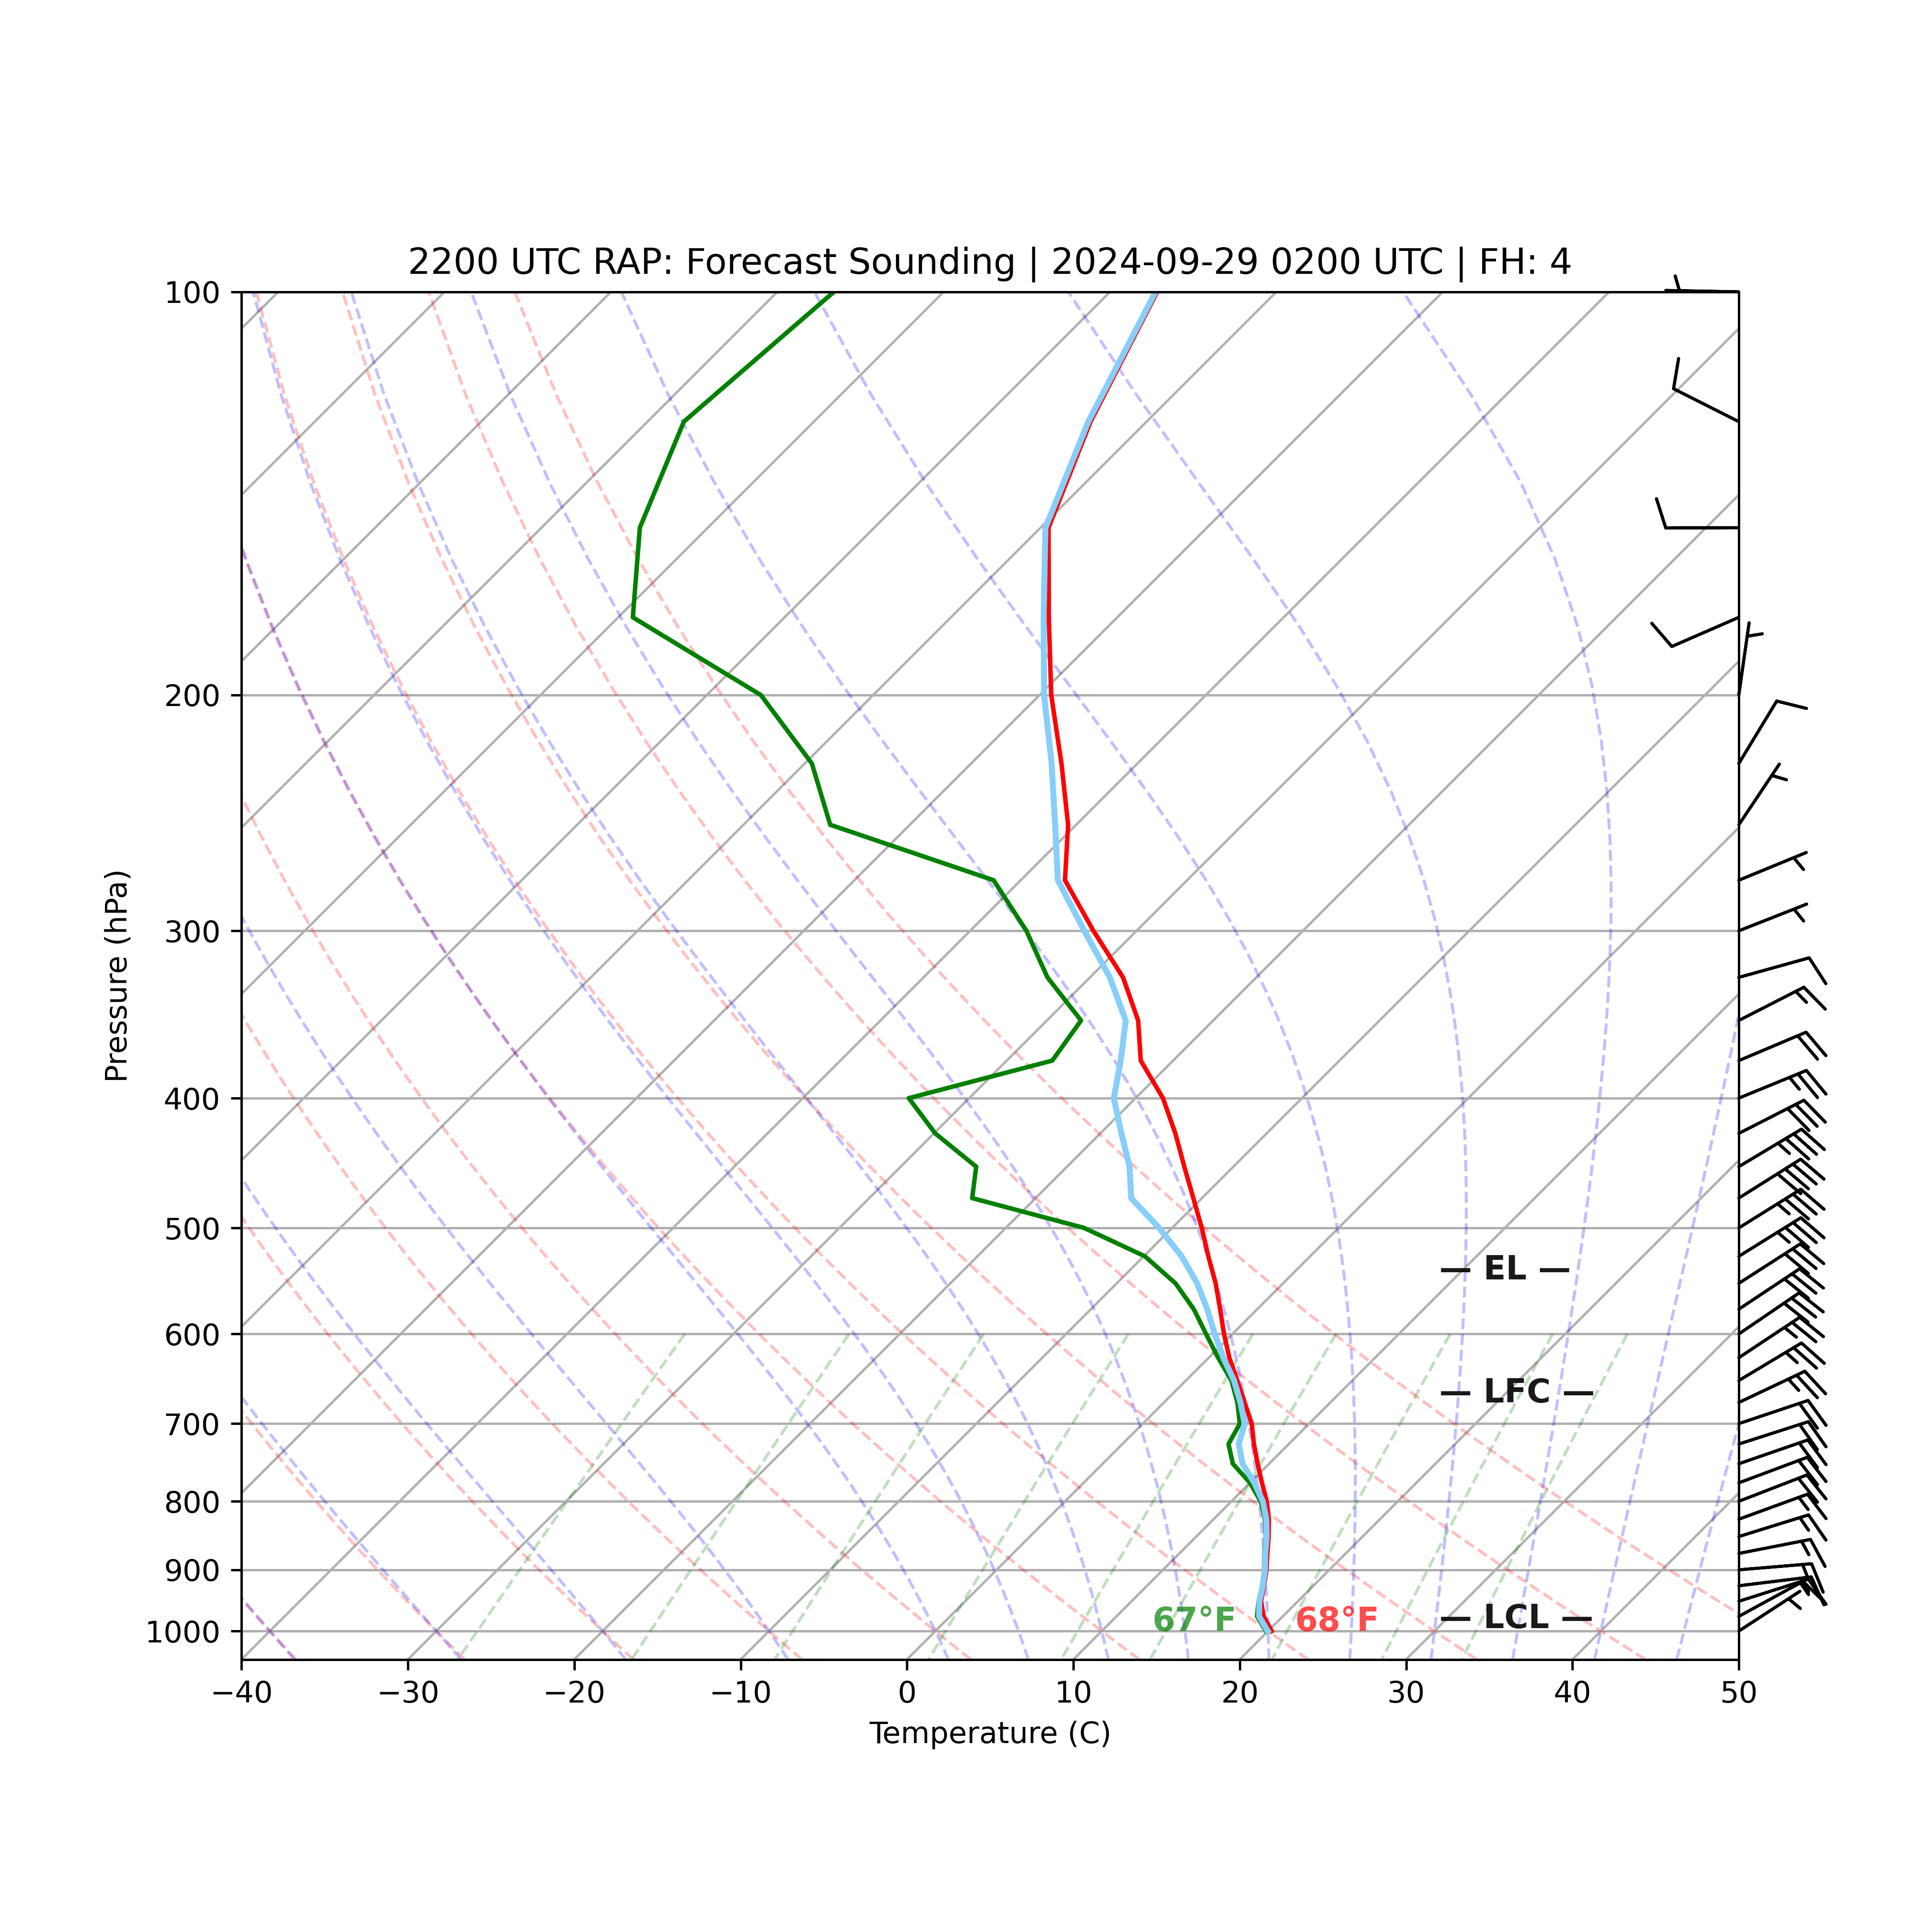 2200 UTC RAP: Forecast Sounding | 2024-09-29 0200 UTC | FH: 4
100
200
300
400
500
600
700
800
900
1000
Pressure (hPa)
— EL —
— LFC —
— LCL —
67°F 68°F
−40 −30 −20 −10 0 10 20 30 40 50
Temperature (C)